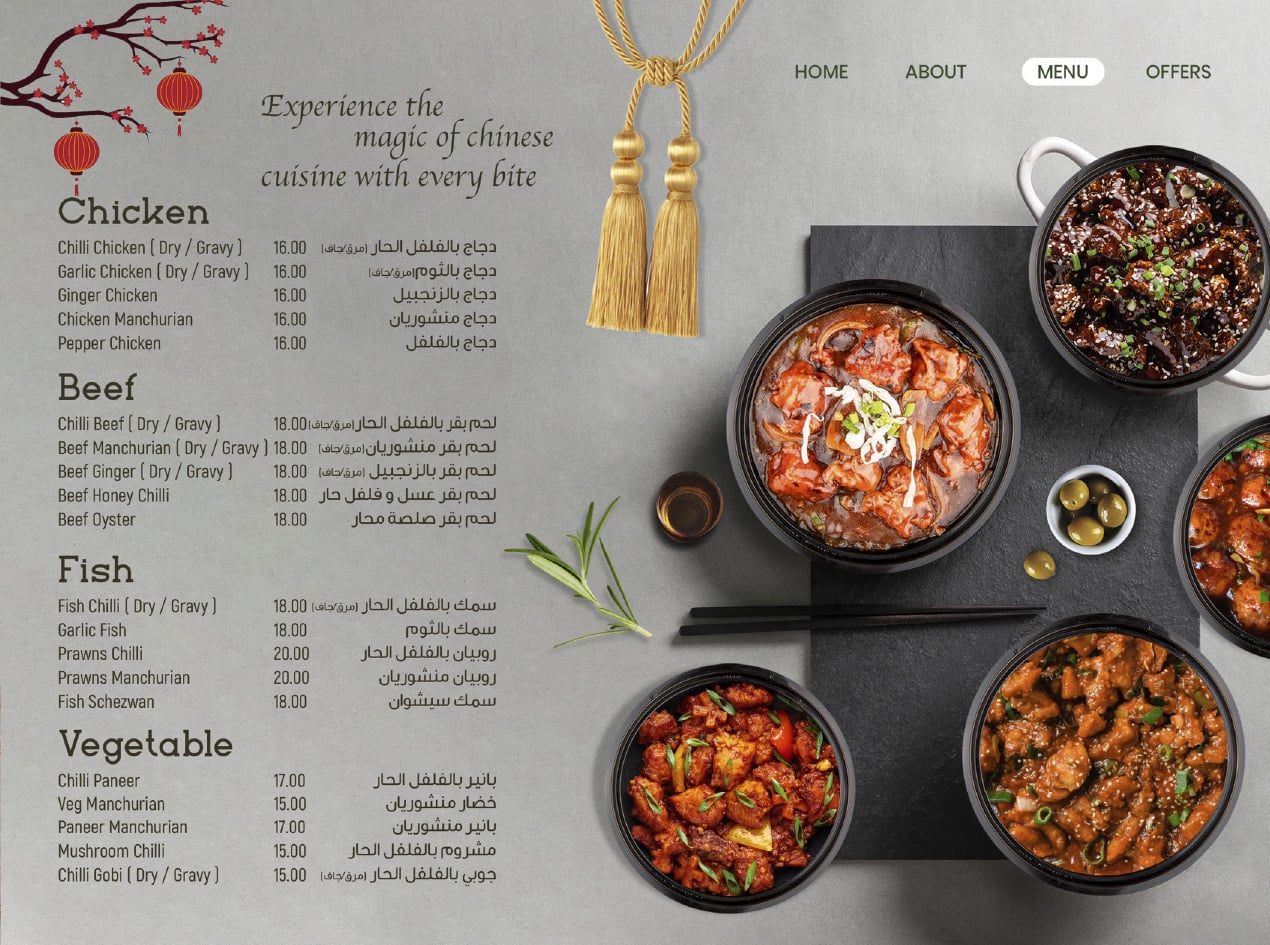 HOME ABOUT MENU OFFERS
Experience the
magic of chinese
cuisine with every bite
Chicken
Chilli Chicken ( Dry / Gravy ) 16.00 دجاج بالفلفل الحار (مرق/جاف)
Garlic Chicken ( Dry / Gravy ) 16.00 دجاج بالثوم(مرق/جاف)
Ginger Chicken 16.00 دجاج بالزنجبيل
Chicken Manchurian 16.00 دجاج منشوريان
Pepper Chicken 16.00 دجاج بالفلفل
Beef
Chilli Beef ( Dry / Gravy ) 18.00 لحم بقر بالفلفل الحار(مرق/جاف)
Beef Manchurian ( Dry / Gravy ) 18.00 لحم بقر منشوريان(مرق/جاف)
Beef Ginger ( Dry / Gravy ) 18.00 لحم بقر بالزنجبيل (مرق/جاف)
Beef Honey Chilli 18.00 لحم بقر عسل و فلفل حار
Beef Oyster 18.00 لحم بقر صلصة محار
Fish
Fish Chilli ( Dry / Gravy ) 18.00 سمك بالفلفل الحار (مرق/جاف)
Garlic Fish 18.00 سمك بالثوم
Prawns Chilli 20.00 روبيان بالفلفل الحار
Prawns Manchurian 20.00 روبيان منشوريان
Fish Schezwan 18.00 سمك سيشوان
Vegetable
Chilli Paneer 17.00 بانير بالفلفل الحار
Veg Manchurian 15.00 خضار منشوريان
Paneer Manchurian 17.00 بانير منشوريان
Mushroom Chilli 15.00 مشروم بالفلفل الحار
Chilli Gobi ( Dry / Gravy ) 15.00 جوبي بالفلفل الحار (مرق/جاف)